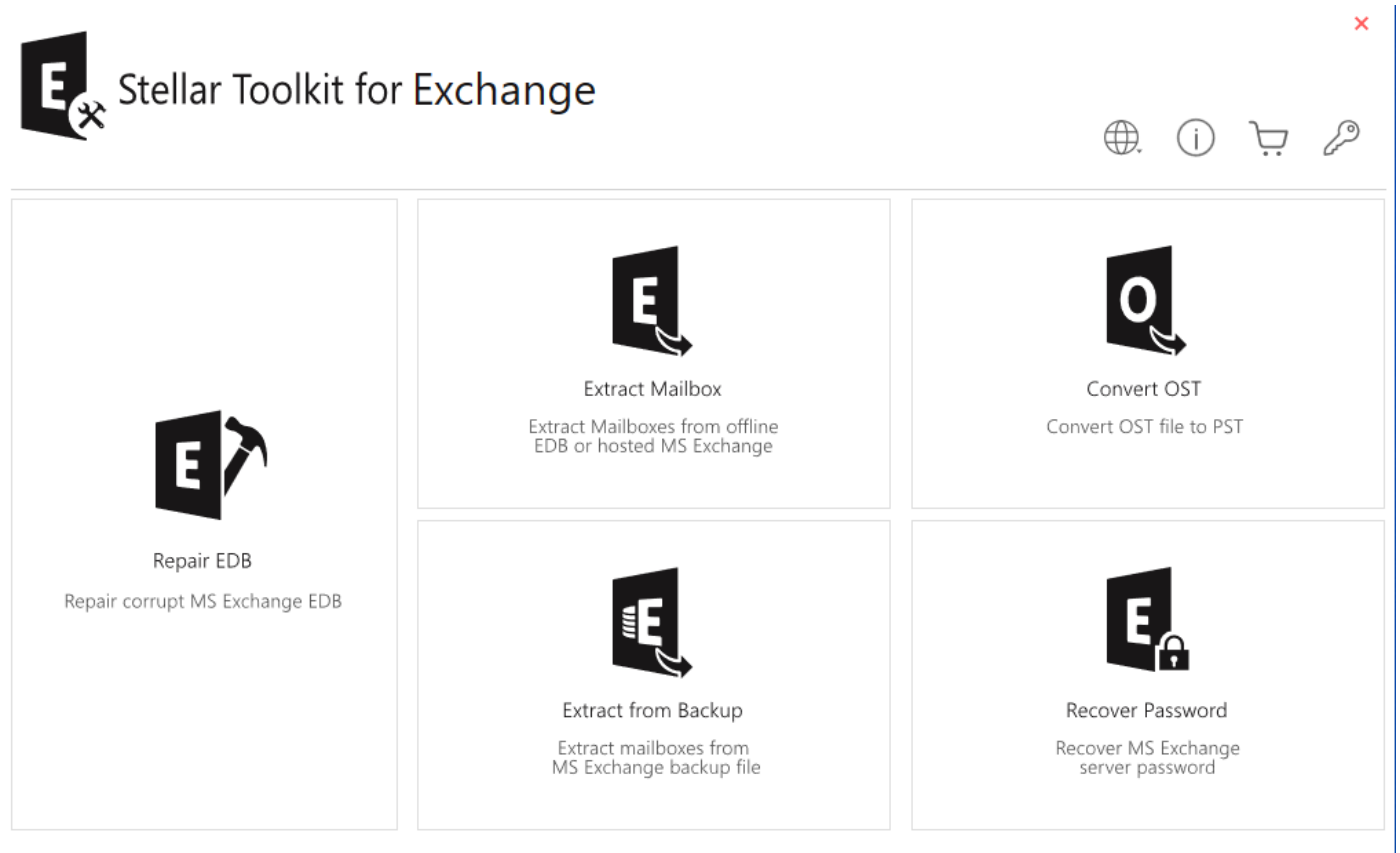 Stellar Toolkit for Exchange
Repair EDB
Repair corrupt MS Exchange EDB
Extract Mailbox
Extract Mailboxes from offline
EDB or hosted MS Exchange
Convert OST
Convert OST file to PST
Extract from Backup
Extract mailboxes from
MS Exchange backup file
Recover Password
Recover MS Exchange
server password